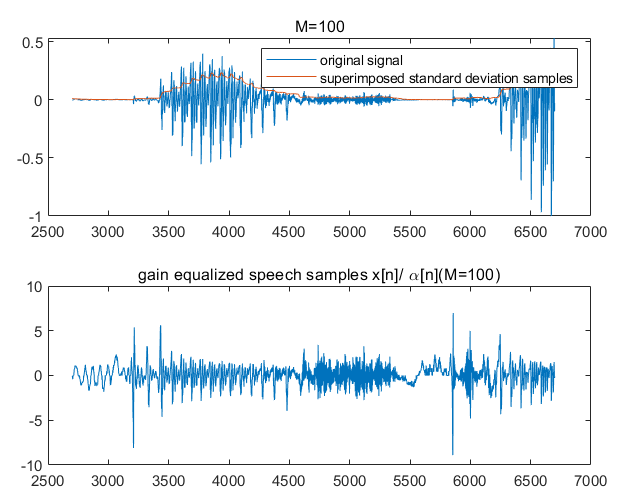 M=100
0.5
0
-0.5
-1
original signal
superimposed standard deviation samples
2500 3000 3500 4000 4500 5000 5500 6000 6500 7000
gain equalized speech samples x[n]/ α[n](M=100)
10
5
0
-5
-10
2500 3000 3500 4000 4500 5000 5500 6000 6500 7000